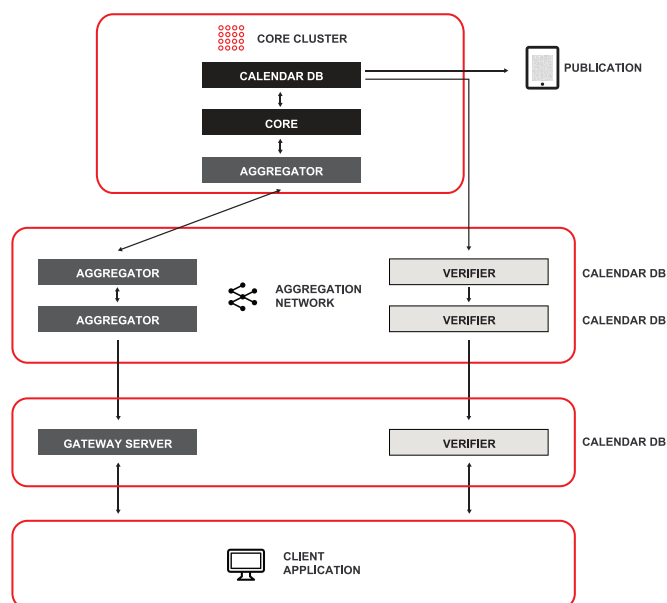 CORE CLUSTER
CALENDAR DB
PUBLICATION
CORE
AGGREGATOR
AGGREGATOR
VERIFIER
CALENDAR DB
AGGREGATION
NETWORK
AGGREGATOR
VERIFIER
CALENDAR DB
GATEWAY SERVER
VERIFIER
CALENDAR DB
CLIENT
APPLICATION